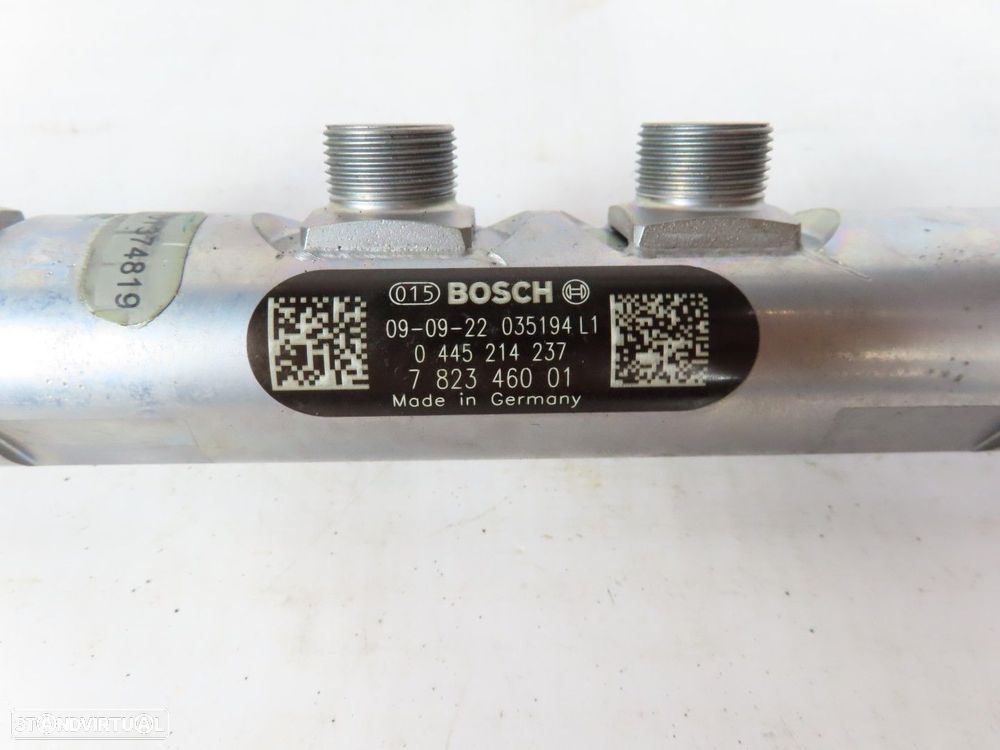 015 BOSCH
09-09-22 035194 L1
0 445 214 237
7 823 460 01
Made in Germany
374819
STANDVIRTUAL